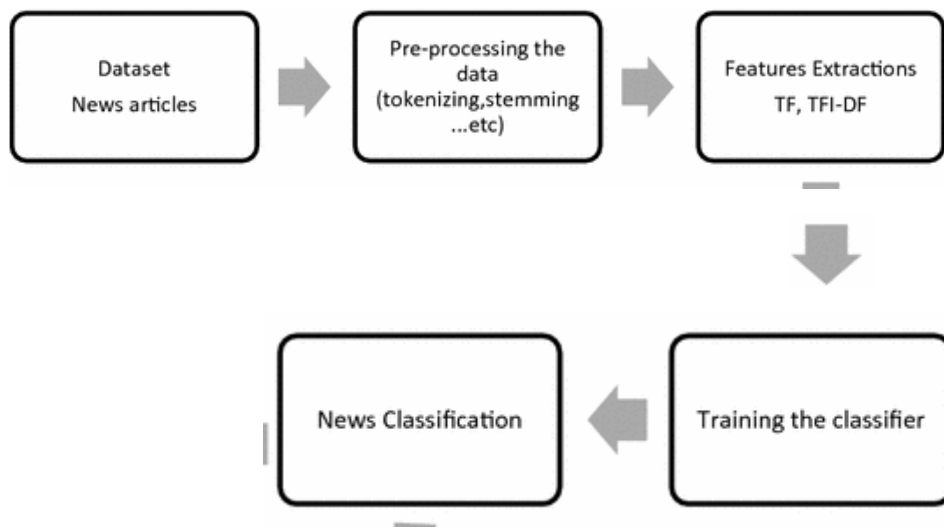 Dataset
News articles
Pre-processing the
data
(tokenizing,stemming
...etc)
Features Extractions
TF, TFI-DF
Training the classifier
News Classification